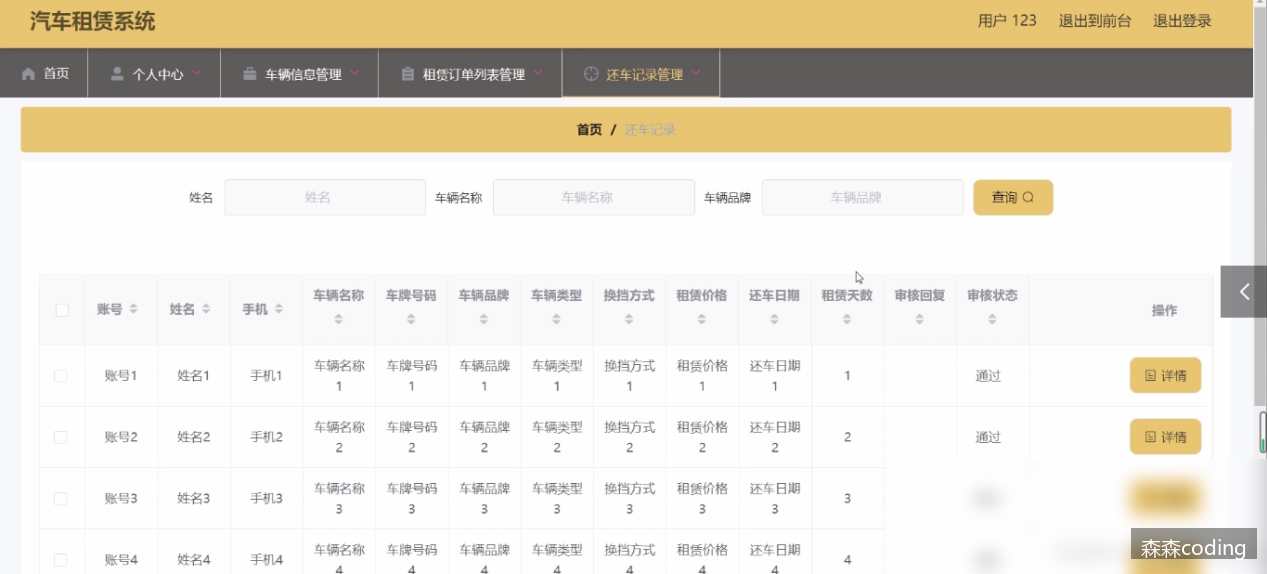 汽车租赁系统 用户 123 退出到前台 退出登录
首页 个人中心 车辆信息管理 租赁订单列表管理 还车记录管理
首页 / 还车记录
姓名 姓名 车辆名称 车辆名称 车辆品牌 车辆品牌 查询
账号 姓名 手机 车辆名称 车牌号码 车辆品牌 车辆类型 换挡方式 租赁价格 还车日期 租赁天数 审核回复 审核状态 操作
账号1 姓名1 手机1 车辆名称1 车牌号码1 车辆品牌1 车辆类型1 换挡方式1 租赁价格1 还车日期1 1 通过 详情
账号2 姓名2 手机2 车辆名称2 车牌号码2 车辆品牌2 车辆类型2 换挡方式2 租赁价格2 还车日期2 2 通过 详情
账号3 姓名3 手机3 车辆名称3 车牌号码3 车辆品牌3 车辆类型3 换挡方式3 租赁价格3 还车日期3 3
账号4 姓名4 手机4 车辆名称4 车牌号码4 车辆品牌4 车辆类型4 换挡方式4 租赁价格4 还车日期4 4
森森coding